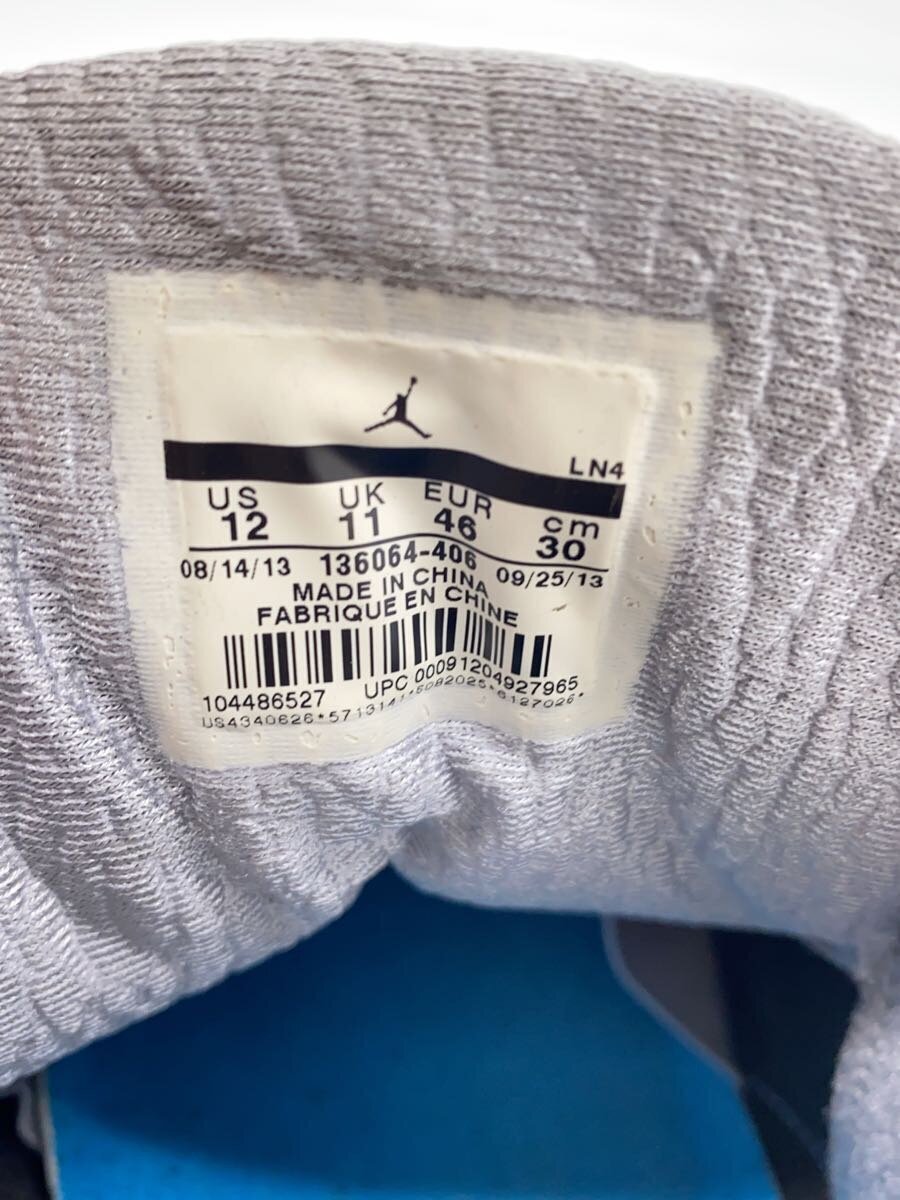 LN4
US UK EUR cm
12 11 46 30
08/14/13 136064-406 09/25/13
MADE IN CHINA
FABRIQUE EN CHINE
104486527 UPC 00091204927965